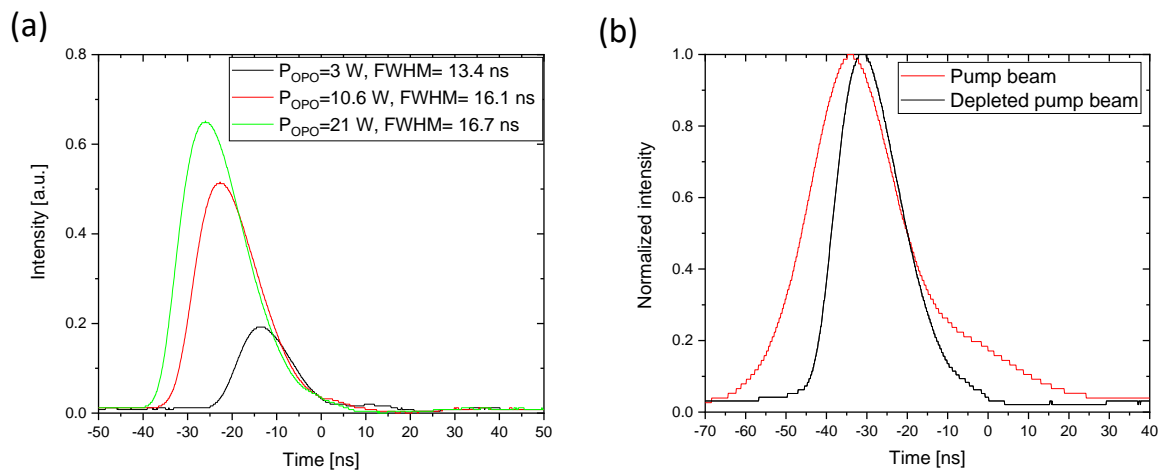 (a)
0.8
0.6
0.4
0.2
0.0
Intensity [a.u.]
P_OPO=3 W, FWHM= 13.4 ns
P_OPO=10.6 W, FWHM= 16.1 ns
P_OPO=21 W, FWHM= 16.7 ns
-50 -40 -30 -20 -10 0 10 20 30 40 50
Time [ns]
(b)
1.0
0.8
0.6
0.4
0.2
0.0
Normalized intensity
Pump beam
Depleted pump beam
-70 -60 -50 -40 -30 -20 -10 0 10 20 30 40
Time [ns]